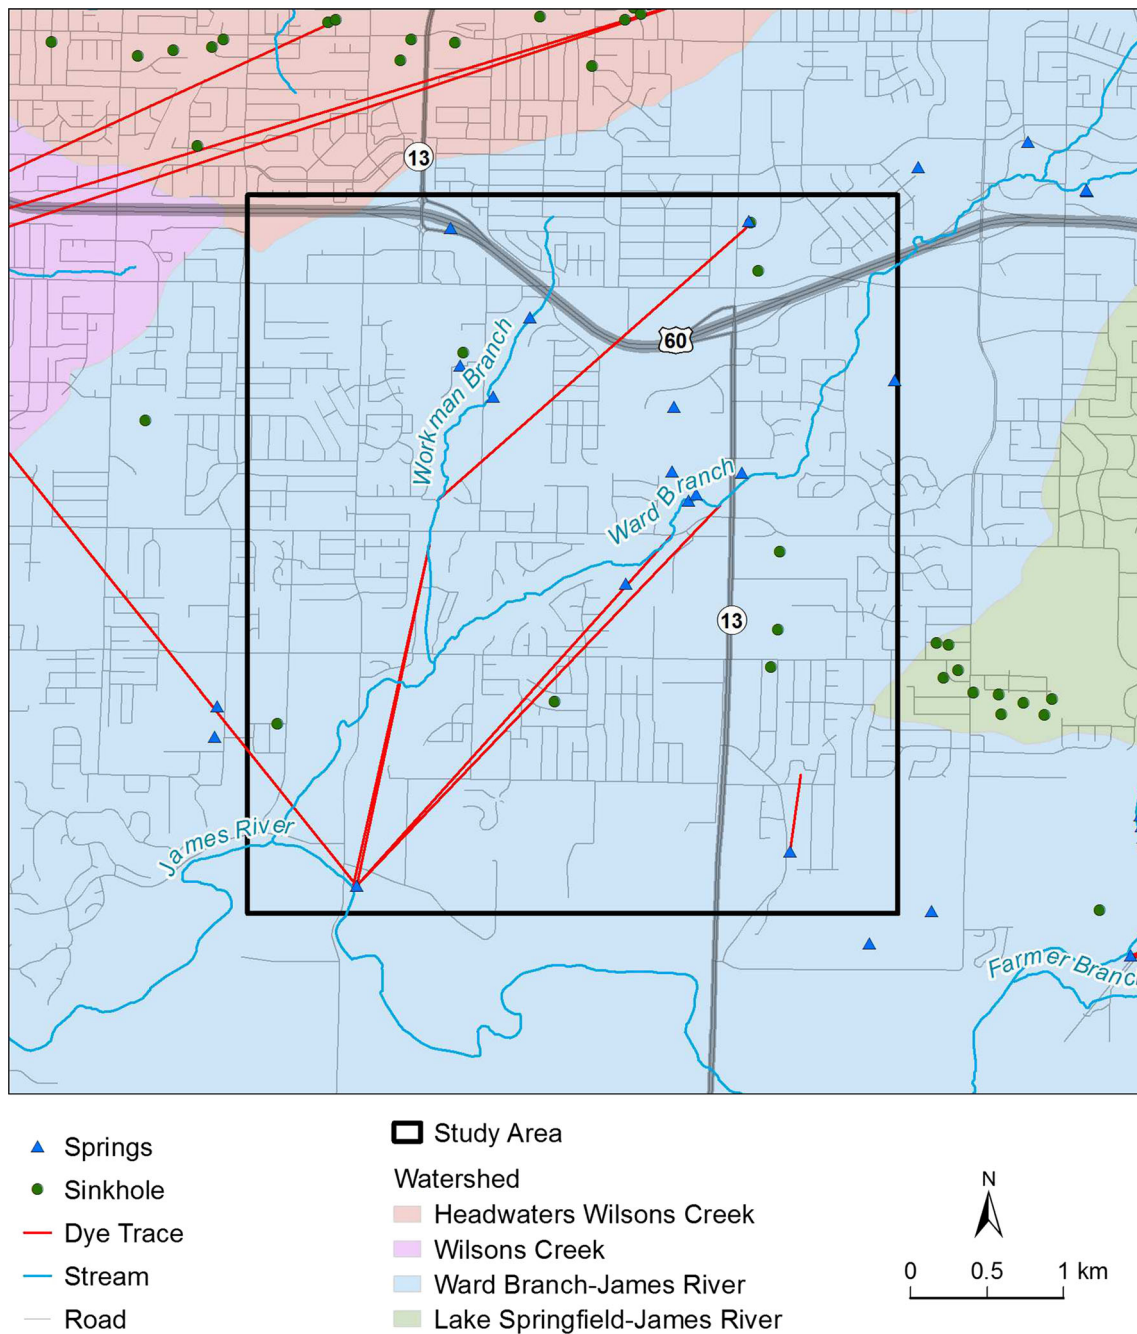 13
60
Workman Branch
Ward Branch
13
James River
Farmer Branc
Springs
Sinkhole
Dye Trace
Stream
Road
Study Area
Watershed
Headwaters Wilsons Creek
Wilsons Creek
Ward Branch-James River
Lake Springfield-James River
N
0 0.5 1 km